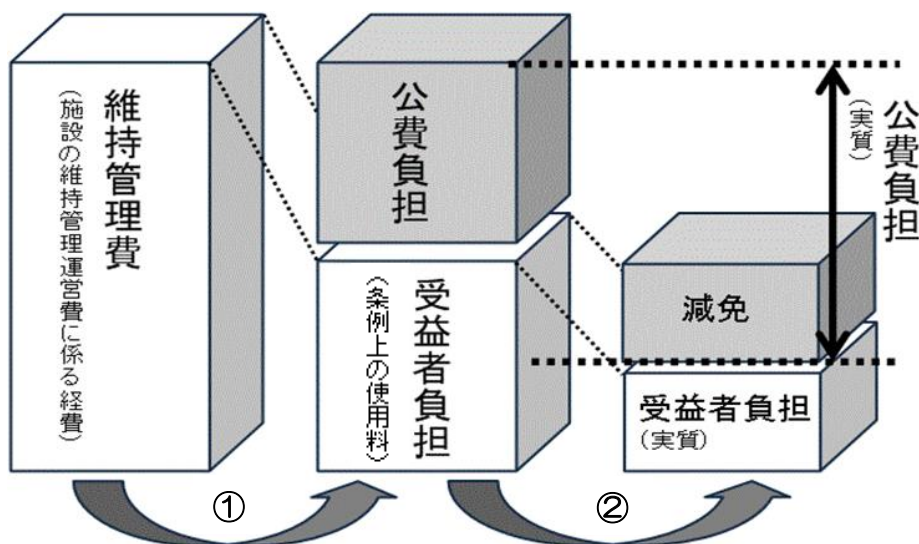 維持管理費
(施設の維持管理運営費に係る経費)
公費負担
受益者負担
(条例上の使用料)
減免
受益者負担
(実質)
公費負担
(実質)
①
②